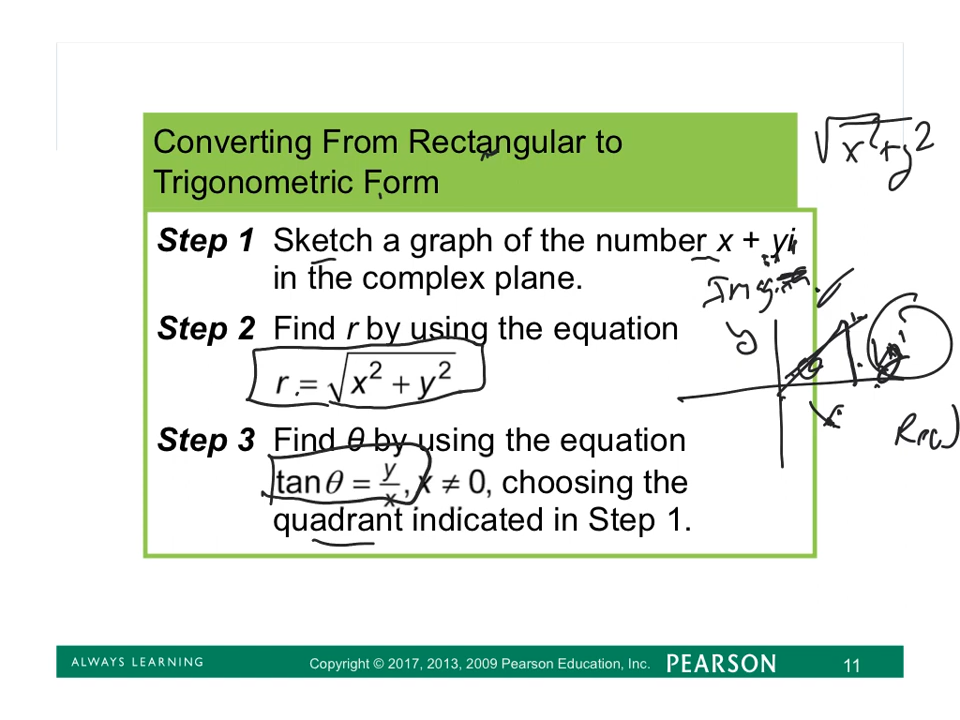 Converting From Rectangular to
Trigonometric Form
√x²+y²
Step 1 Sketch a graph of the number x + yi
in the complex plane.
Step 2 Find r by using the equation
r = √x² + y²
y
x
Real
Step 3 Find θ by using the equation
tan θ = y/x, x ≠ 0, choosing the
quadrant indicated in Step 1.
ALWAYS LEARNING
Copyright © 2017, 2013, 2009 Pearson Education, Inc.
PEARSON
11